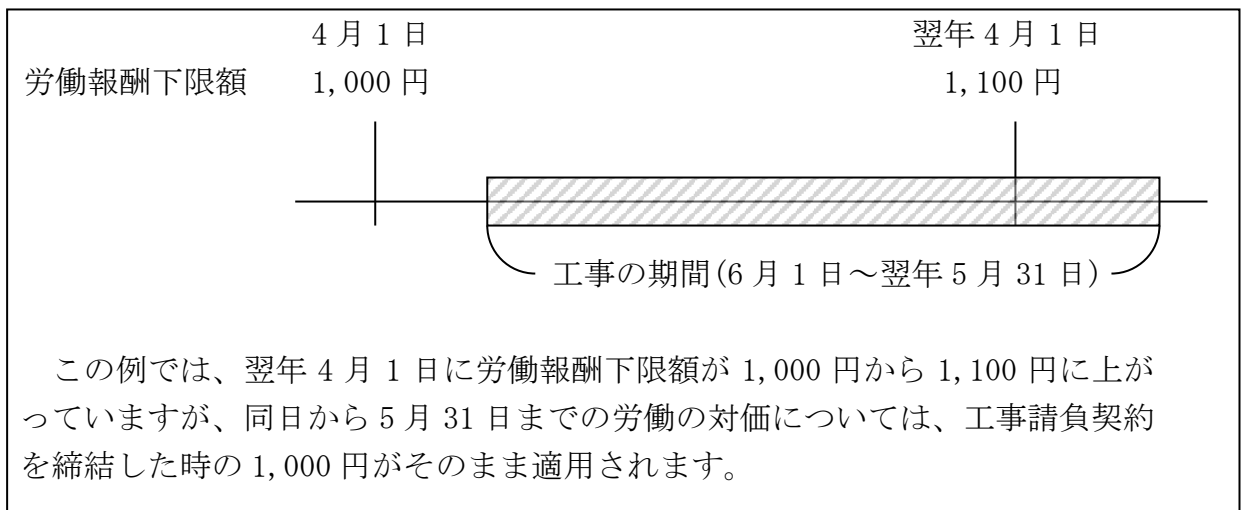 4月1日 翌年4月1日
労働報酬下限額 1,000円 1,100円
工事の期間(6月1日～翌年5月31日)
この例では、翌年4月1日に労働報酬下限額が1,000円から1,100円に上が
っていますが、同日から5月31日までの労働の対価については、工事請負契約
を締結した時の1,000円がそのまま適用されます。